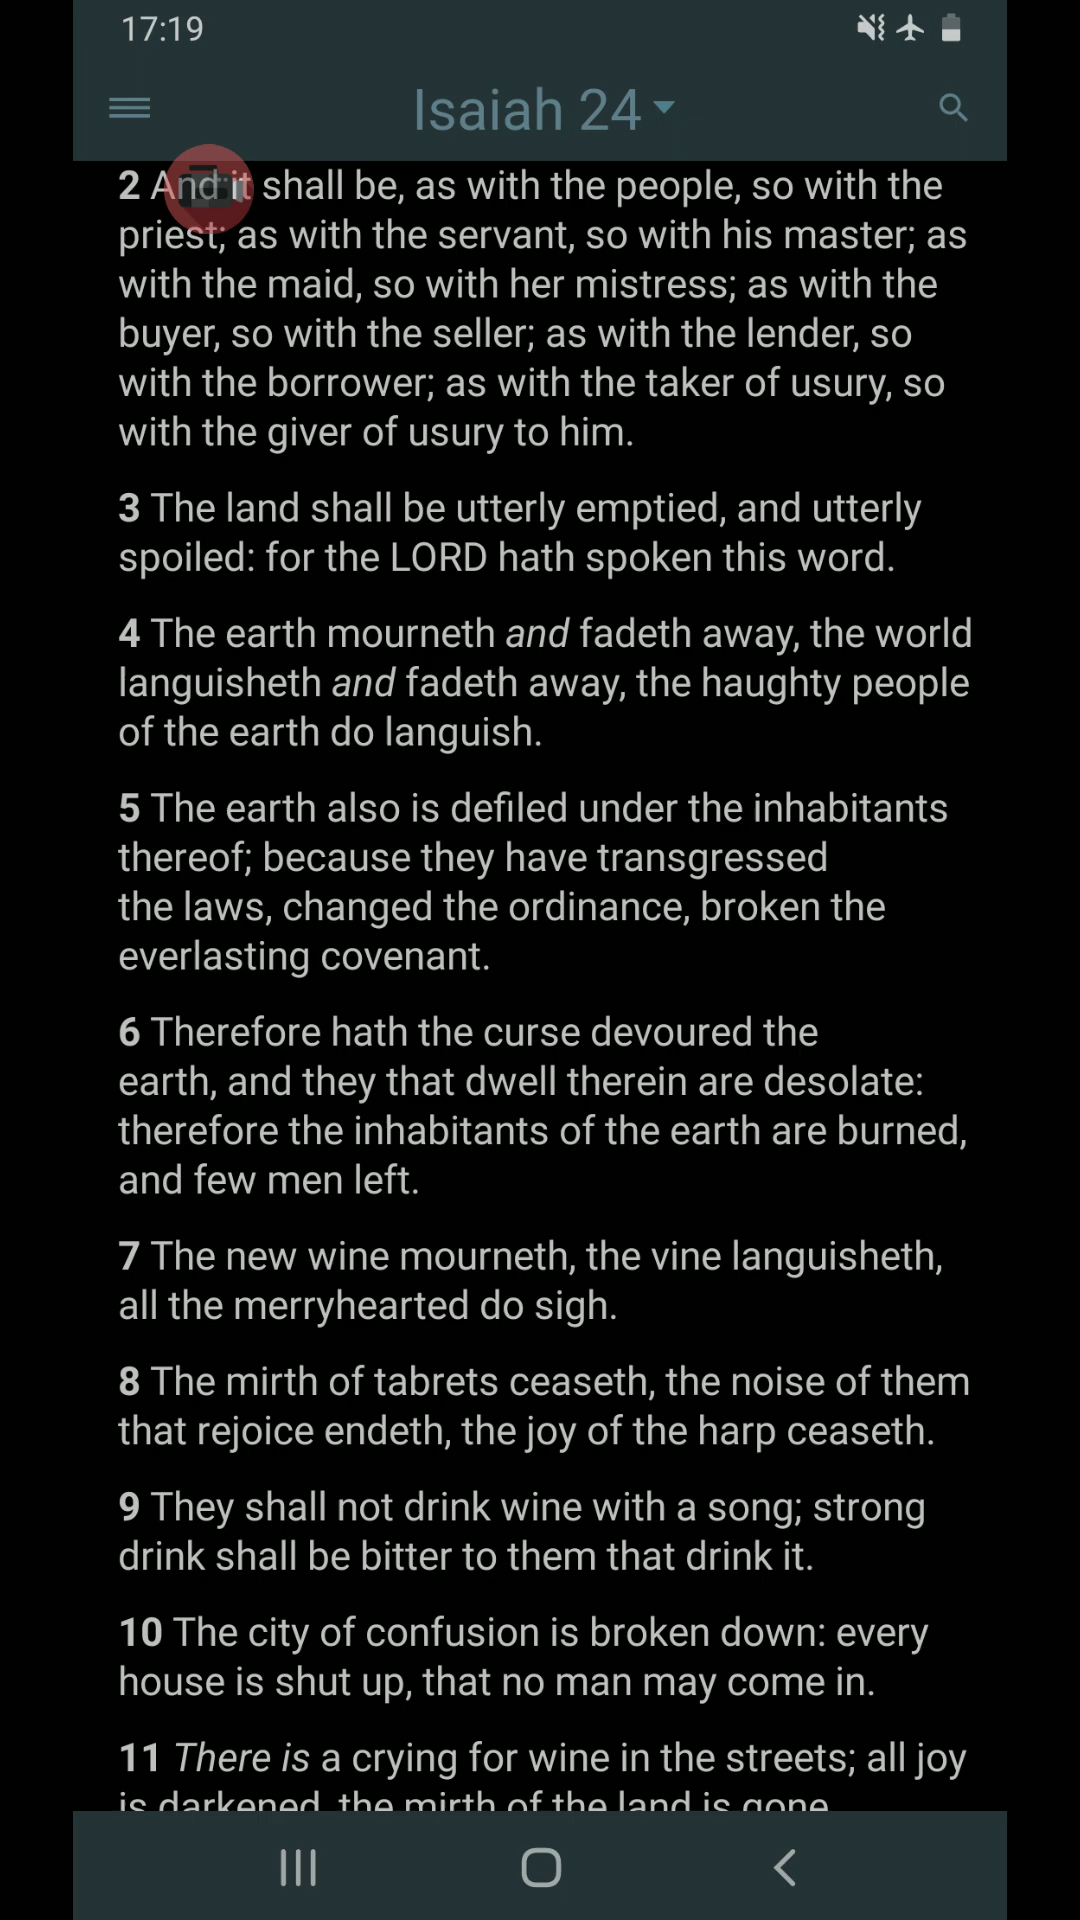 17:19
Isaiah 24
2 And it shall be, as with the people, so with the
priest; as with the servant, so with his master; as
with the maid, so with her mistress; as with the
buyer, so with the seller; as with the lender, so
with the borrower; as with the taker of usury, so
with the giver of usury to him.
3 The land shall be utterly emptied, and utterly
spoiled: for the LORD hath spoken this word.
4 The earth mourneth and fadeth away, the world
languisheth and fadeth away, the haughty people
of the earth do languish.
5 The earth also is defiled under the inhabitants
thereof; because they have transgressed
the laws, changed the ordinance, broken the
everlasting covenant.
6 Therefore hath the curse devoured the
earth, and they that dwell therein are desolate:
therefore the inhabitants of the earth are burned,
and few men left.
7 The new wine mourneth, the vine languisheth,
all the merryhearted do sigh.
8 The mirth of tabrets ceaseth, the noise of them
that rejoice endeth, the joy of the harp ceaseth.
9 They shall not drink wine with a song; strong
drink shall be bitter to them that drink it.
10 The city of confusion is broken down: every
house is shut up, that no man may come in.
11 There is a crying for wine in the streets; all joy
is darkened, the mirth of the land is gone